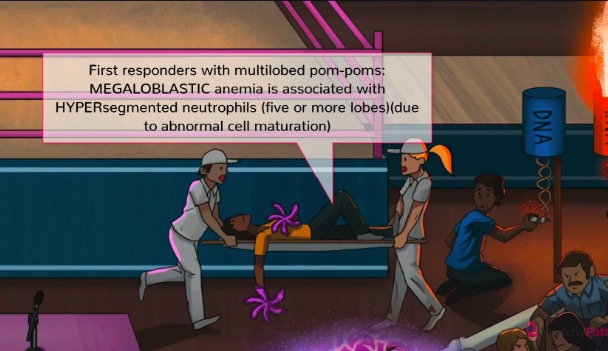 First responders with multilobed pom-poms:
MEGALOBLASTIC anemia is associated with
HYPERsegmented neutrophils (five or more lobes)(due
to abnormal cell maturation)
DNA